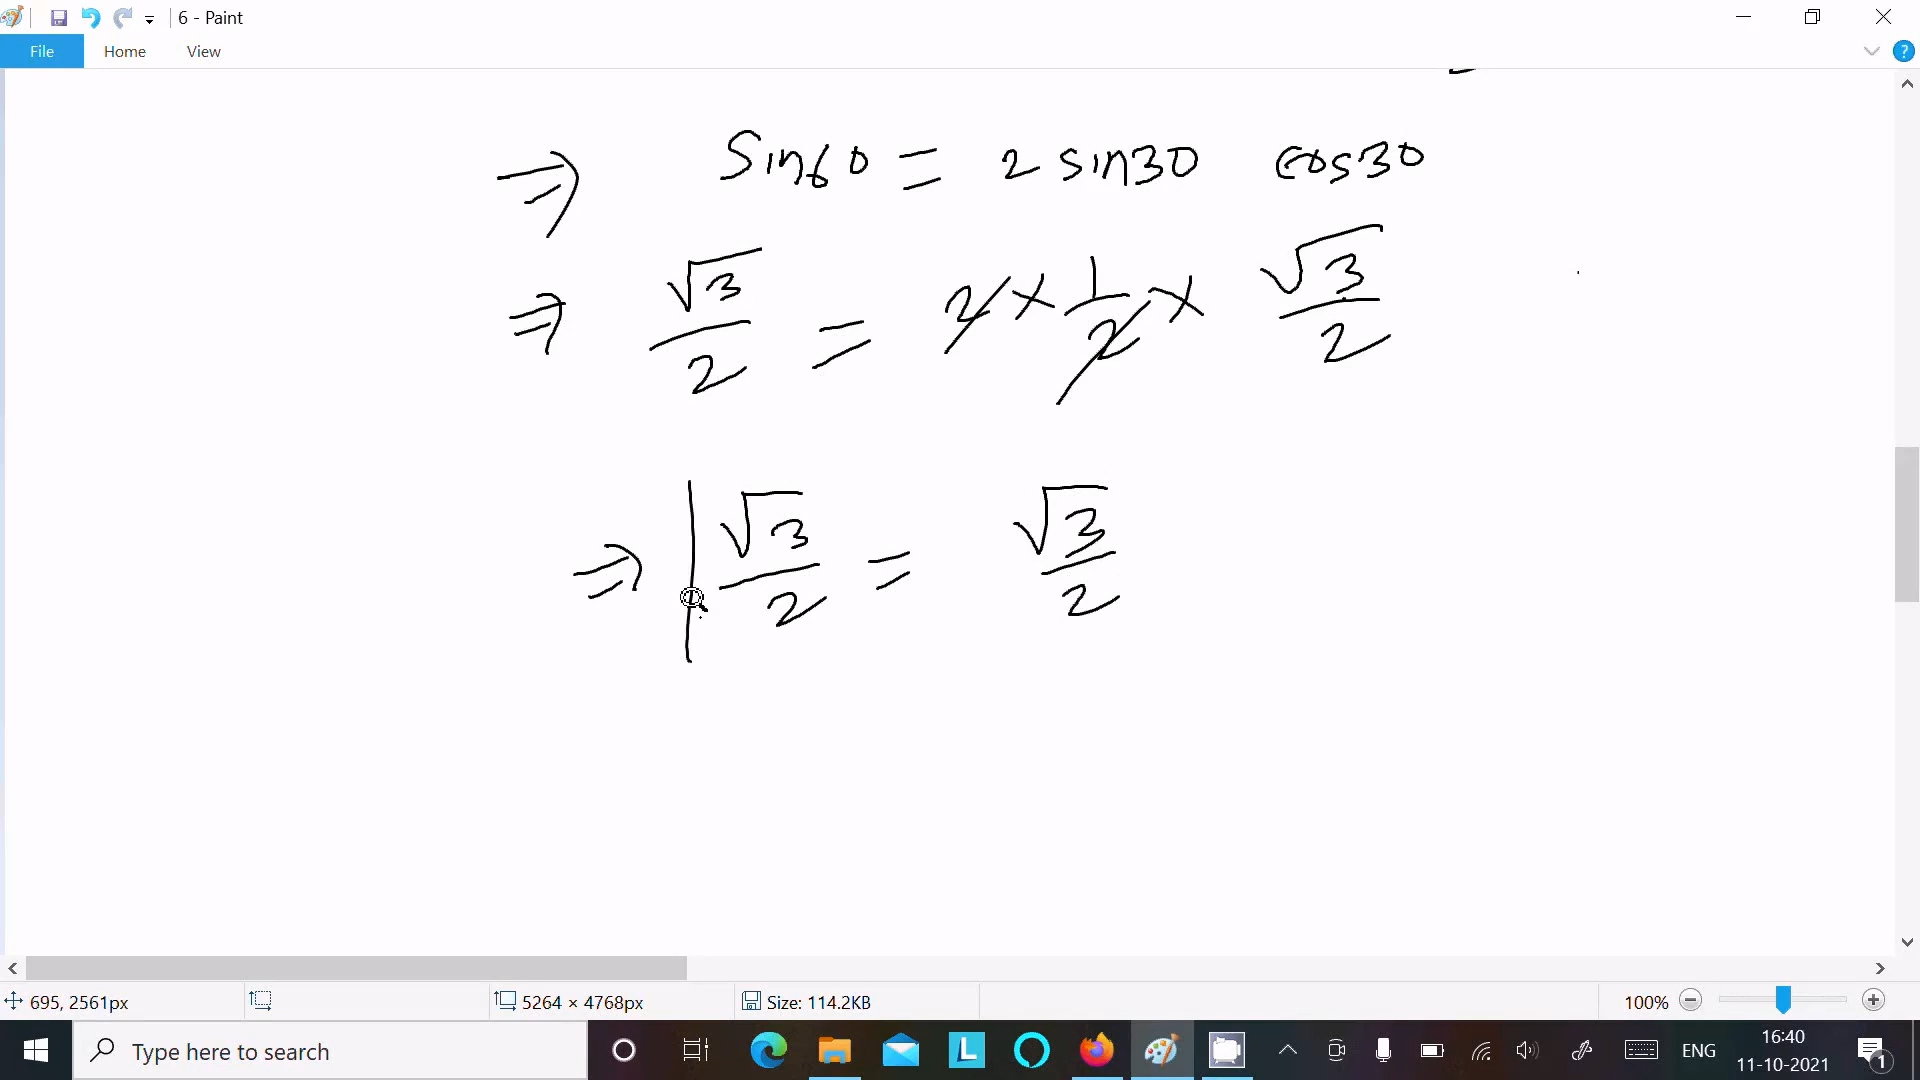 6 - Paint
File Home View
⇒ Sin60 = 2 sin30 cos30
⇒ √3/2 = 2 × 1/2 × √3/2
⇒ √3/2 = √3/2
695, 2561px 5264 × 4768px Size: 114.2KB 100%
Type here to search L ENG 16:40
11-10-2021 1